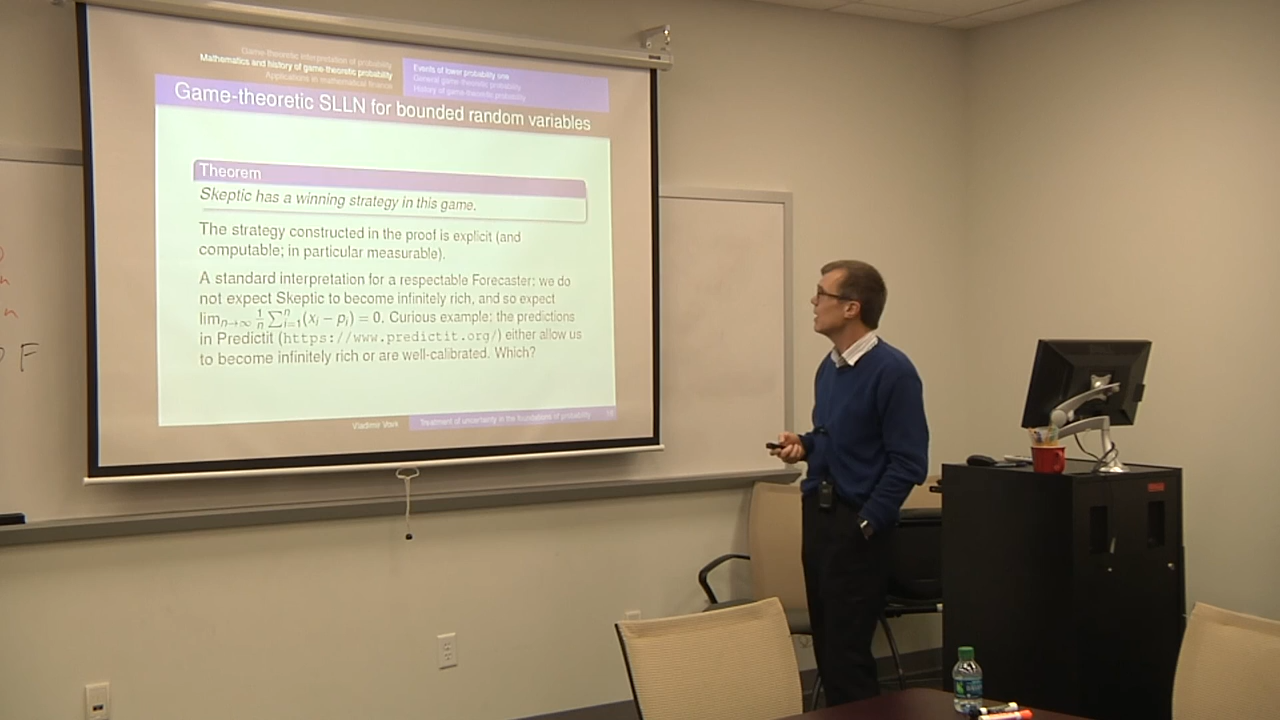 Game-theoretic interpretation of probability
Mathematics and history of game-theoretic probability
Applications in mathematical finance
Events of lower probability one
General game-theoretic probability
History of game-theoretic probability
Game-theoretic SLLN for bounded random variables
Theorem
Skeptic has a winning strategy in this game.
The strategy constructed in the proof is explicit (and
computable; in particular measurable).
A standard interpretation for a respectable Forecaster: we do
not expect Skeptic to become infinitely rich, and so expect
lim_{n→∞} \frac{1}{n} ∑_{i=1}^{n}(x_i − p_i) = 0. Curious example: the predictions
in Predictit (https://www.predictit.org/) either allow us
to become infinitely rich or are well-calibrated. Which?
Vladimir Vovk
Treatment of uncertainty in the foundations of probability
n
n
F